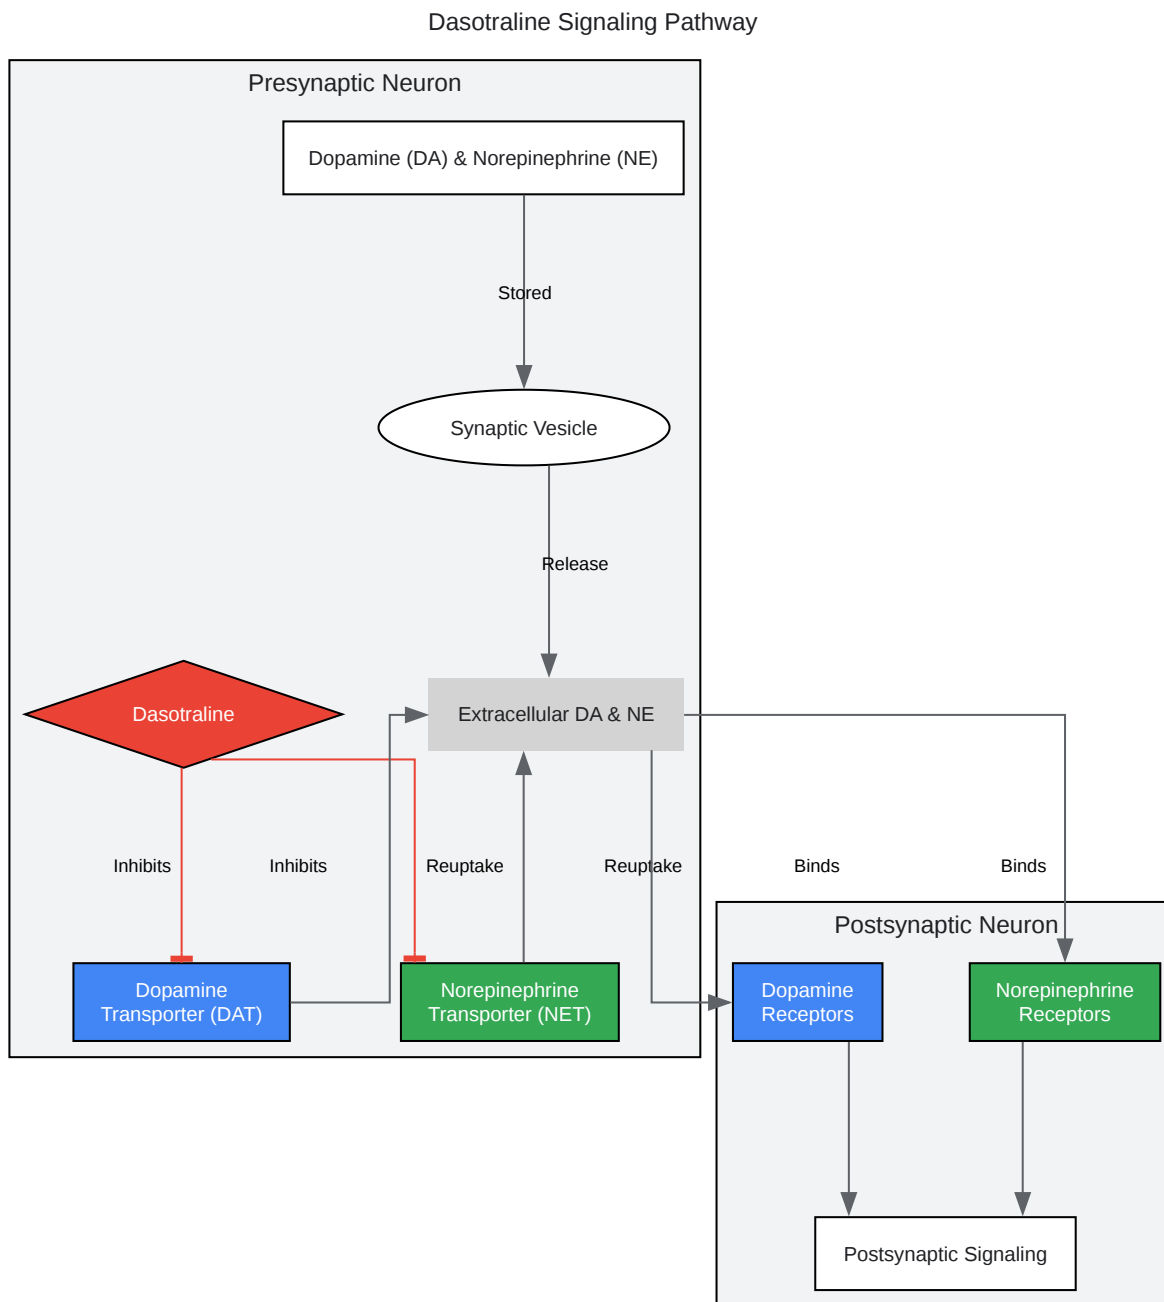 Dasotraline Signaling Pathway
Presynaptic Neuron
Dopamine (DA) & Norepinephrine (NE)
Stored
Synaptic Vesicle
Release
Dasotraline
Extracellular DA & NE
Inhibits
Inhibits
Reuptake
Reuptake
Binds
Binds
Postsynaptic Neuron
Dopamine
Transporter (DAT)
Norepinephrine
Transporter (NET)
Dopamine
Receptors
Norepinephrine
Receptors
Postsynaptic Signaling